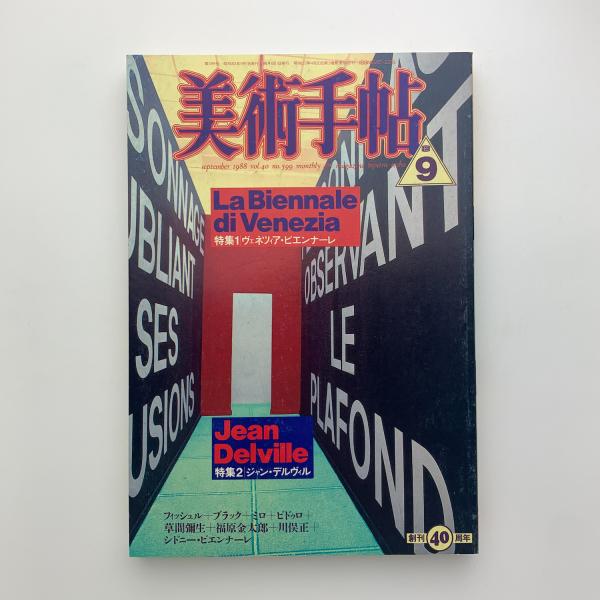 美術手帖
september 1988 vol.40 no.599 monthly
9
La Biennale
di Venezia
特集1 ヴェネツィア・ビエンナーレ
SONNAG
UBLIANT
SES
USIONS
OBSERVANT
LE
PLAFOND
Jean
Delville
特集2 ジャン・デルヴィル
フィッシュル+ブラック+ミロ+ビドゥロ+
草間彌生+福原金太郎+川俣正+
シドニー・ビエンナーレ
創刊40周年